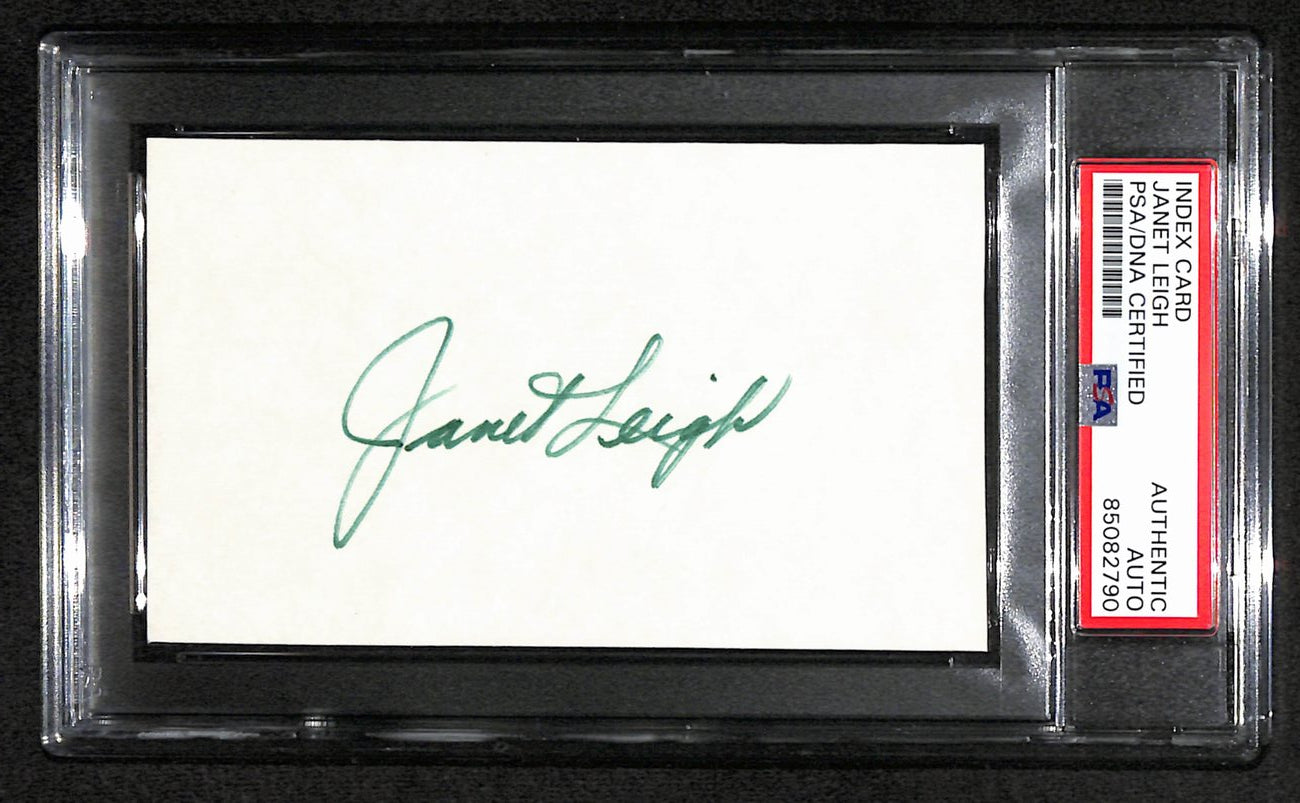 Janet Leigh
INDEX CARD
JANET LEIGH
PSA/DNA CERTIFIED
PSA
AUTHENTIC
AUTO
85082790